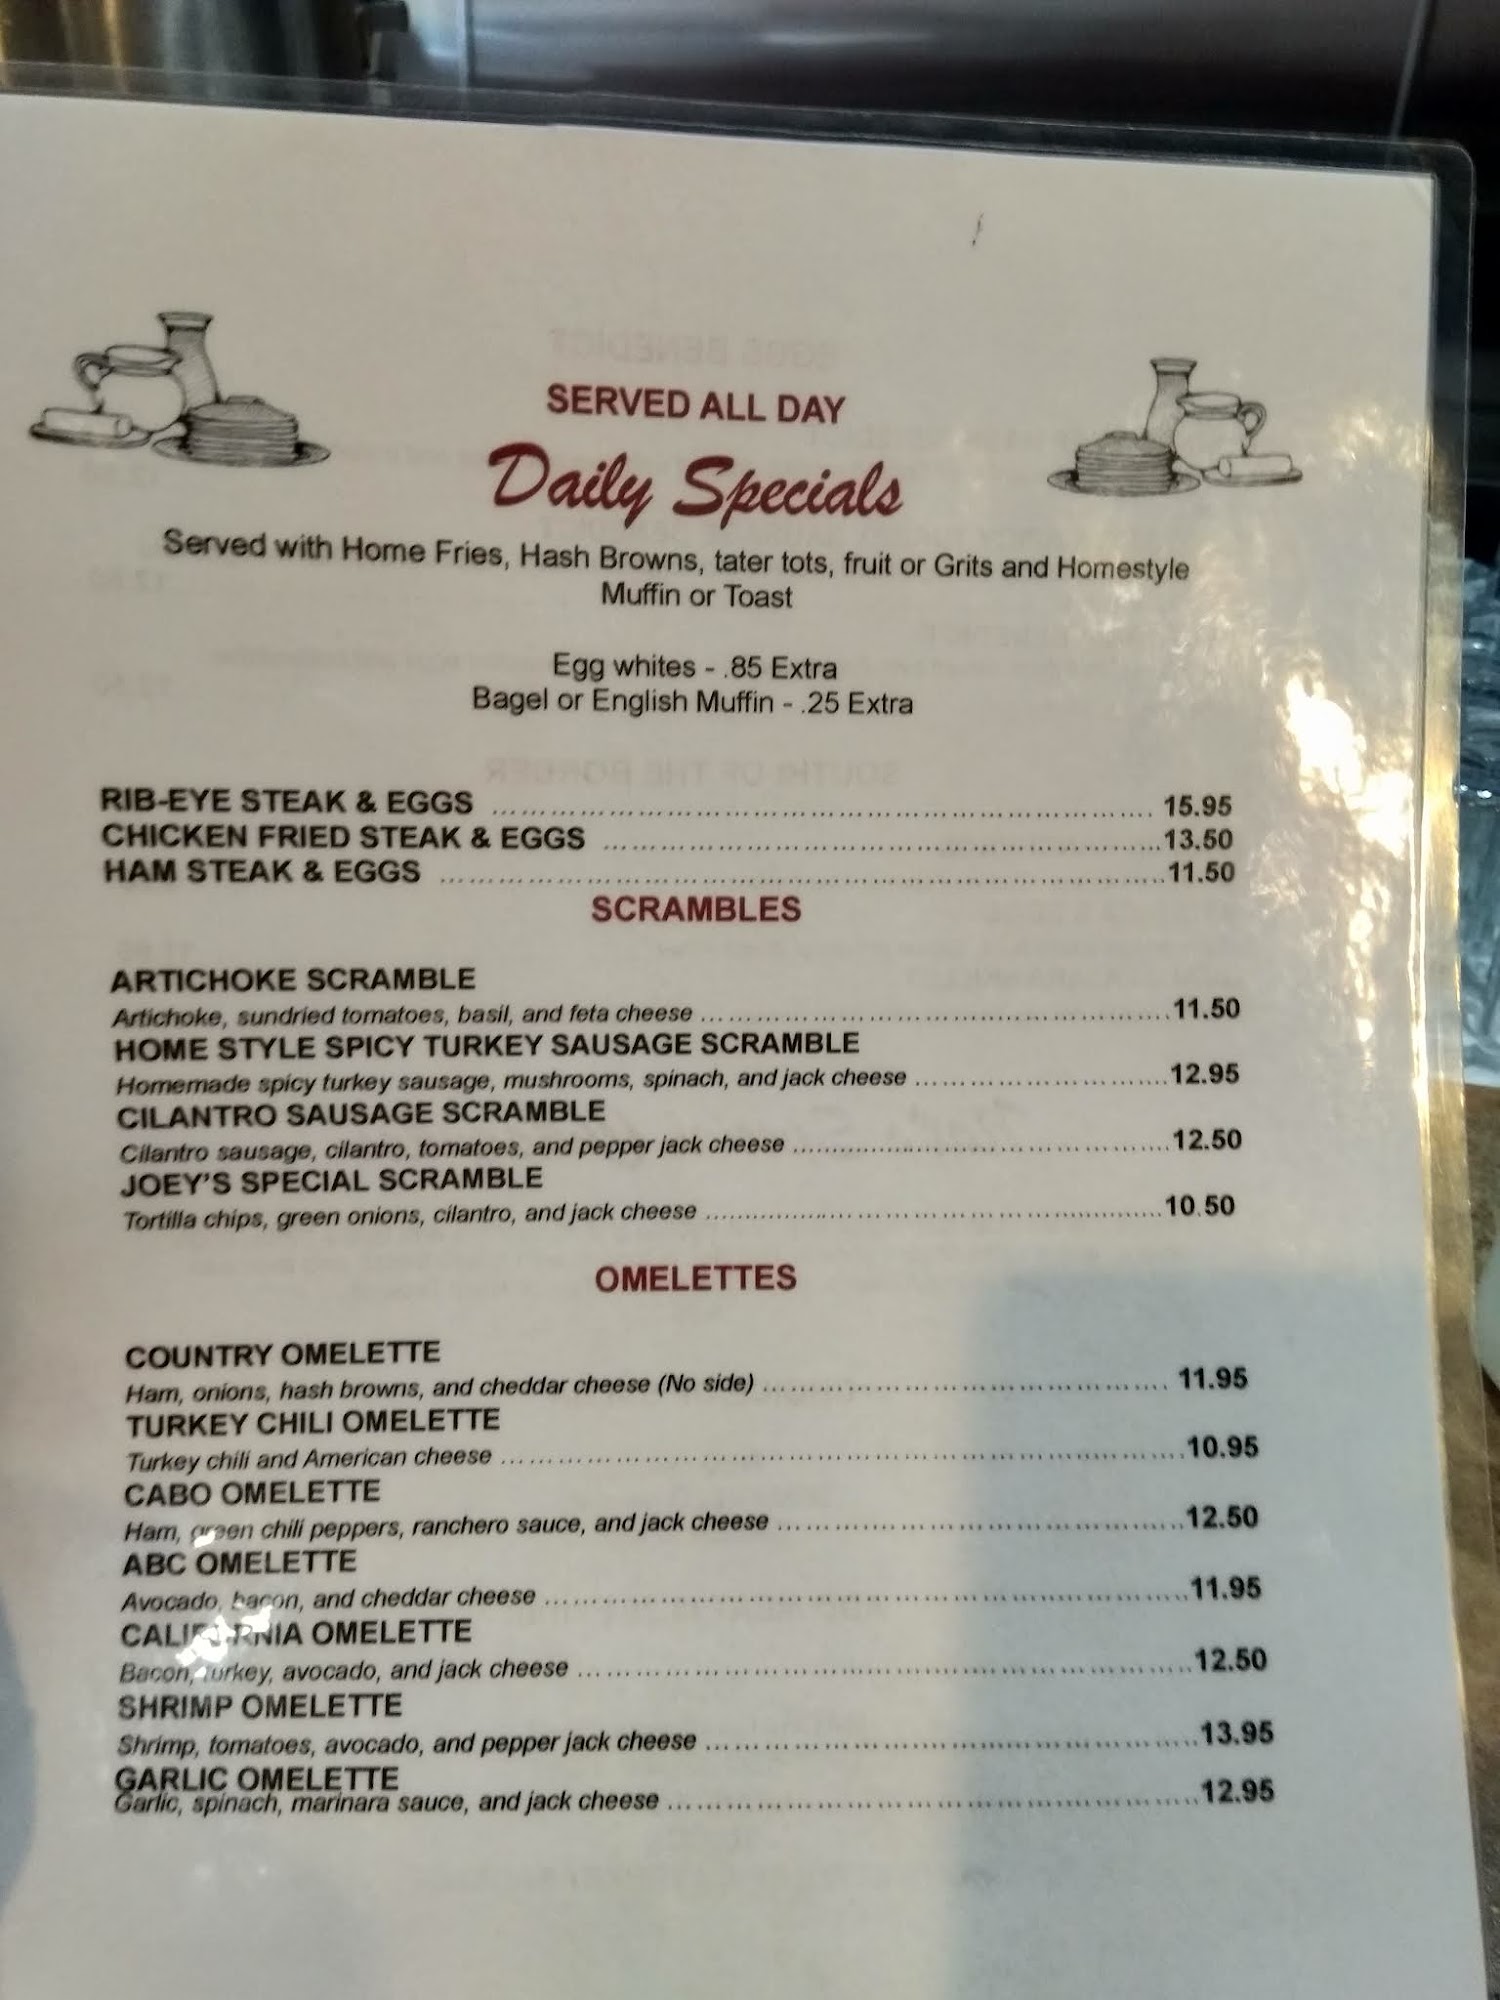 SERVED ALL DAY
Daily Specials
Served with Home Fries, Hash Browns, tater tots, fruit or Grits and Homestyle
Muffin or Toast
Egg whites - .85 Extra
Bagel or English Muffin - .25 Extra
RIB-EYE STEAK & EGGS 15.95
CHICKEN FRIED STEAK & EGGS 13.50
HAM STEAK & EGGS 11.50
SCRAMBLES
ARTICHOKE SCRAMBLE
Artichoke, sundried tomatoes, basil, and feta cheese 11.50
HOME STYLE SPICY TURKEY SAUSAGE SCRAMBLE
Homemade spicy turkey sausage, mushrooms, spinach, and jack cheese 12.95
CILANTRO SAUSAGE SCRAMBLE
Cilantro sausage, cilantro, tomatoes, and pepper jack cheese 12.50
JOEY'S SPECIAL SCRAMBLE
Tortilla chips, green onions, cilantro, and jack cheese 10.50
OMELETTES
COUNTRY OMELETTE
Ham, onions, hash browns, and cheddar cheese (No side) 11.95
TURKEY CHILI OMELETTE
Turkey chili and American cheese 10.95
CABO OMELETTE
Ham, green chili peppers, ranchero sauce, and jack cheese 12.50
ABC OMELETTE
Avocado, bacon, and cheddar cheese 11.95
CALIFORNIA OMELETTE
Bacon, turkey, avocado, and jack cheese 12.50
SHRIMP OMELETTE
Shrimp, tomatoes, avocado, and pepper jack cheese 13.95
GARLIC OMELETTE
Garlic, spinach, marinara sauce, and jack cheese 12.95